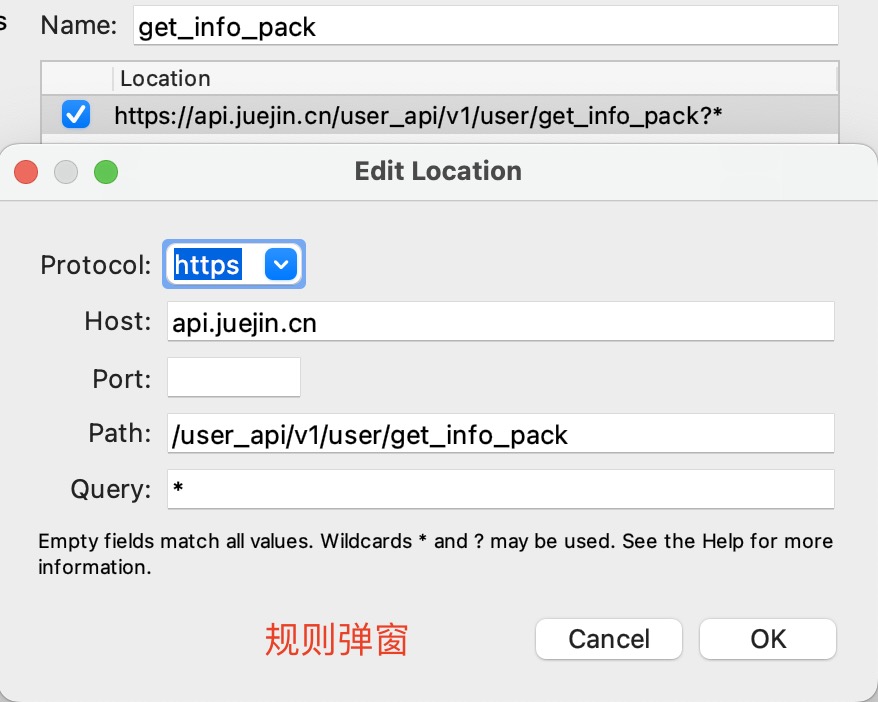 s
Name: get_info_pack
Location
https://api.juejin.cn/user_api/v1/user/get_info_pack?*
Edit Location
Protocol: https
Host: api.juejin.cn
Port:
Path: /user_api/v1/user/get_info_pack
Query: *
Empty fields match all values. Wildcards * and ? may be used. See the Help for more
information.
规则弹窗
Cancel
OK